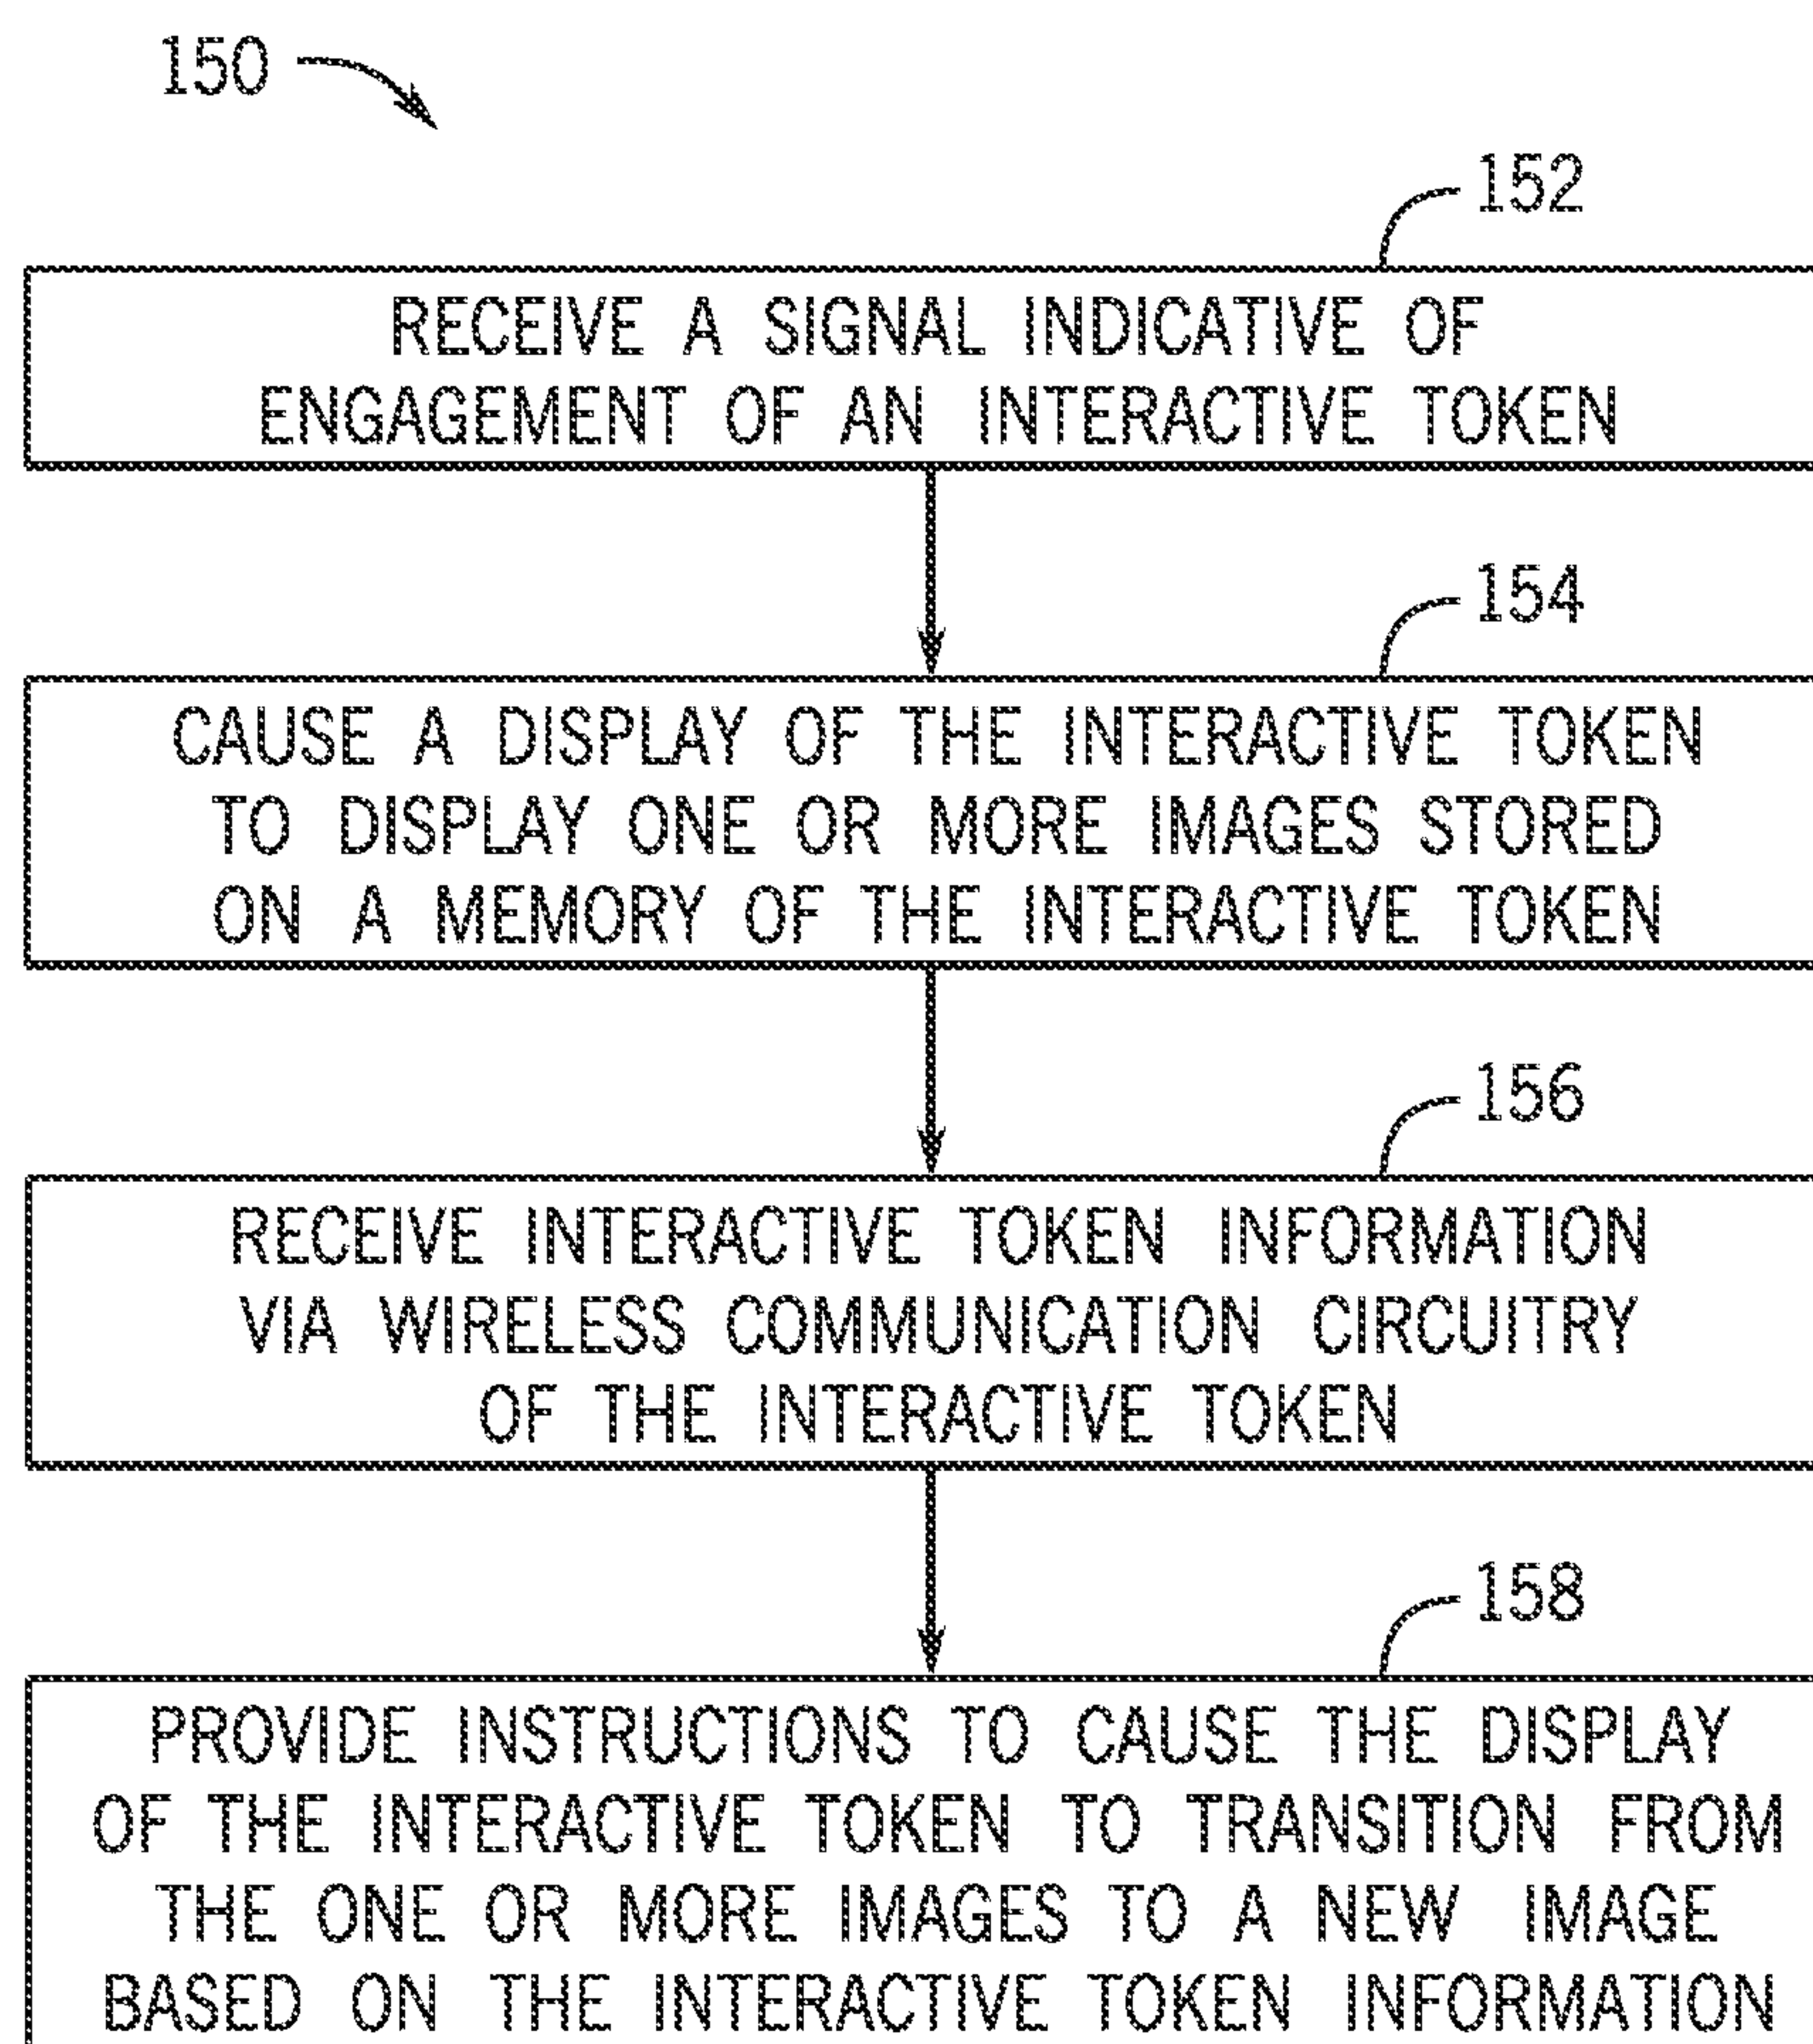 150
152
RECEIVE A SIGNAL INDICATIVE OF
ENGAGEMENT OF AN INTERACTIVE TOKEN
154
CAUSE A DISPLAY OF THE INTERACTIVE TOKEN
TO DISPLAY ONE OR MORE IMAGES STORED
ON A MEMORY OF THE INTERACTIVE TOKEN
156
RECEIVE INTERACTIVE TOKEN INFORMATION
VIA WIRELESS COMMUNICATION CIRCUITRY
OF THE INTERACTIVE TOKEN
158
PROVIDE INSTRUCTIONS TO CAUSE THE DISPLAY
OF THE INTERACTIVE TOKEN TO TRANSITION FROM
THE ONE OR MORE IMAGES TO A NEW IMAGE
BASED ON THE INTERACTIVE TOKEN INFORMATION